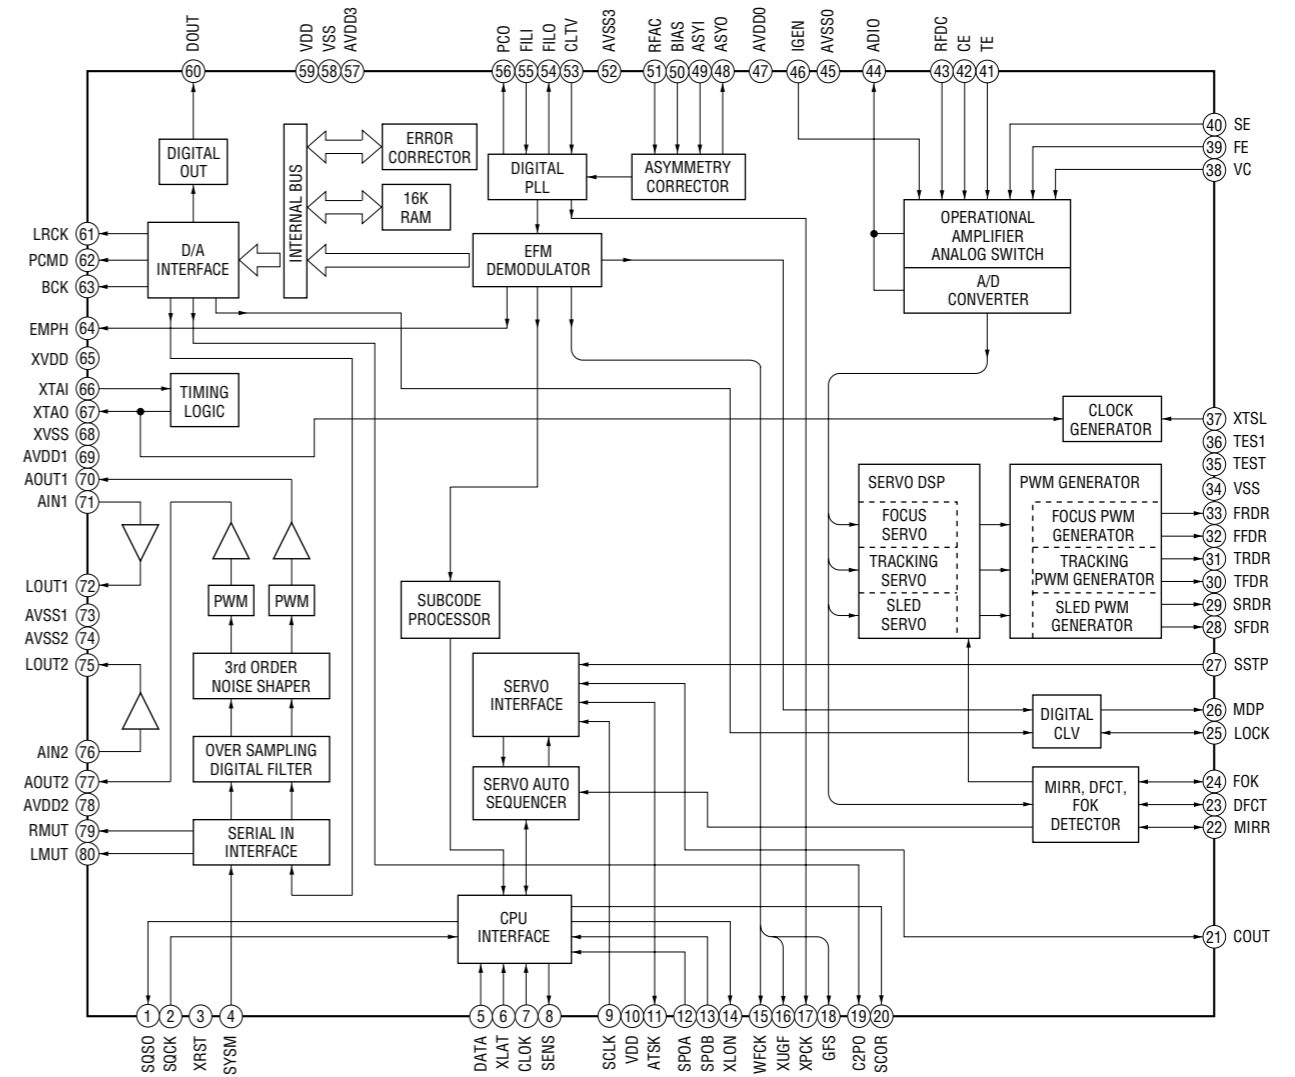 DOUT
VDD
VSS
AVDD3
PCO
FILI
FILO
CLTV
AVSS3
RFAC
BIAS
ASYI
ASYO
AVDD0
IGEN
AVSS0
ADIO
RFDC
CE
TE
60
59
58
57
56
55
54
53
52
51
50
49
48
47
46
45
44
43
42
41
40 SE
39 FE
38 VC
DIGITAL
OUT
INTERNAL BUS
ERROR
CORRECTOR
16K
RAM
DIGITAL
PLL
ASYMMETRY
CORRECTOR
OPERATIONAL
AMPLIFIER
ANALOG SWITCH
A/D
CONVERTER
LRCK 61
PCMD 62
BCK 63
D/A
INTERFACE
EFM
DEMODULATOR
EMPH 64
XVDD 65
XTAI 66
XTAO 67
XVSS 68
AVDD1 69
AOUT1 70
AIN1 71
TIMING
LOGIC
CLOCK
GENERATOR
37 XTSL
36 TES1
35 TEST
34 VSS
33 FRDR
32 FFDR
31 TRDR
30 TFDR
29 SRDR
28 SFDR
27 SSTP
26 MDP
25 LOCK
24 FOK
23 DFCT
22 MIRR
21 COUT
SERVO DSP
FOCUS
SERVO
TRACKING
SERVO
SLED
SERVO
PWM GENERATOR
FOCUS PWM
GENERATOR
TRACKING
PWM GENERATOR
SLED PWM
GENERATOR
LOUT1 72
AVSS1 73
AVSS2 74
LOUT2 75
AIN2 76
AOUT2 77
AVDD2 78
RMUT 79
LMUT 80
PWM
PWM
SUBCODE
PROCESSOR
3rd ORDER
NOISE SHAPER
OVER SAMPLING
DIGITAL FILTER
SERIAL IN
INTERFACE
SERVO
INTERFACE
SERVO AUTO
SEQUENCER
DIGITAL
CLV
MIRR, DFCT,
FOK
DETECTOR
CPU
INTERFACE
1
2
3
4
5
6
7
8
9
10
11
12
13
14
15
16
17
18
19
20
SQSO
SQCK
XRST
SYSM
DATA
XLAT
CLOK
SENS
SCLK
VDD
ATSK
SPOA
SPOB
XLON
WFCK
XUGF
XPCK
GFS
C2PO
SCOR